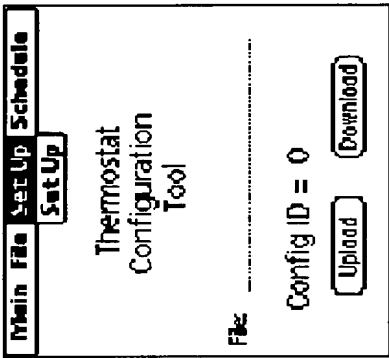 Main File Set Up Schedule
Set Up
Thermostat
Configuration
Tool
File:
Config ID = 0
Upload Download